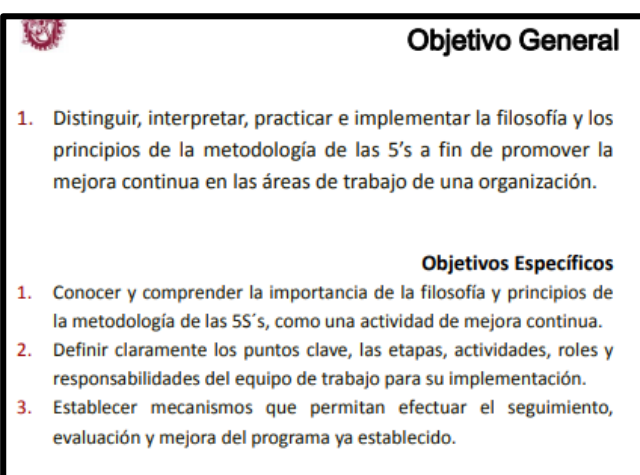 Objetivo General
1. Distinguir, interpretar, practicar e implementar la filosofía y los
principios de la metodología de las 5’s a fin de promover la
mejora continua en las áreas de trabajo de una organización.
Objetivos Específicos
1. Conocer y comprender la importancia de la filosofía y principios de
la metodología de las 5S´s, como una actividad de mejora continua.
2. Definir claramente los puntos clave, las etapas, actividades, roles y
responsabilidades del equipo de trabajo para su implementación.
3. Establecer mecanismos que permitan efectuar el seguimiento,
evaluación y mejora del programa ya establecido.